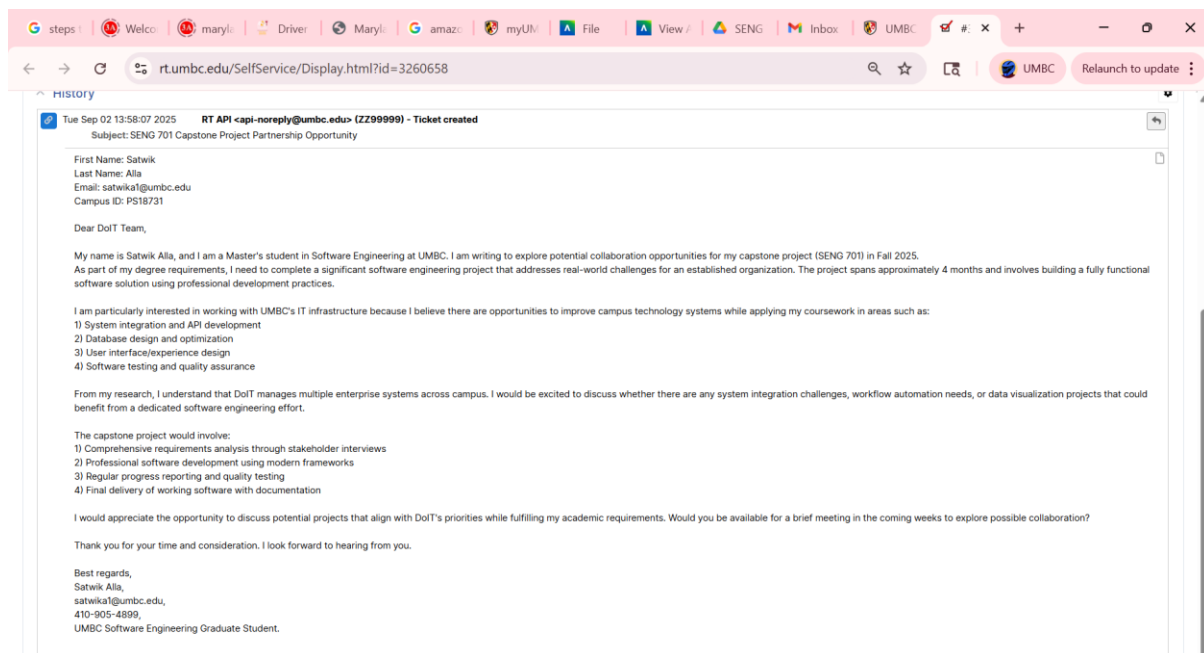 steps t
Welco
maryla
Driver
Maryla
amazo
myUM
File
View A
SENG
Inbox
UMBC
#:
rt.umbc.edu/SelfService/Display.html?id=3260658
UMBC
Relaunch to update
History
Tue Sep 02 13:58:07 2025 RT API <api-noreply@umbc.edu> (ZZ99999) - Ticket created
Subject: SENG 701 Capstone Project Partnership Opportunity
First Name: Satwik
Last Name: Alla
Email: satwika1@umbc.edu
Campus ID: PS18731
Dear DoIT Team,
My name is Satwik Alla, and I am a Master's student in Software Engineering at UMBC. I am writing to explore potential collaboration opportunities for my capstone project (SENG 701) in Fall 2025.
As part of my degree requirements, I need to complete a significant software engineering project that addresses real-world challenges for an established organization. The project spans approximately 4 months and involves building a fully functional
software solution using professional development practices.
I am particularly interested in working with UMBC's IT infrastructure because I believe there are opportunities to improve campus technology systems while applying my coursework in areas such as:
1) System integration and API development
2) Database design and optimization
3) User interface/experience design
4) Software testing and quality assurance
From my research, I understand that DoIT manages multiple enterprise systems across campus. I would be excited to discuss whether there are any system integration challenges, workflow automation needs, or data visualization projects that could
benefit from a dedicated software engineering effort.
The capstone project would involve:
1) Comprehensive requirements analysis through stakeholder interviews
2) Professional software development using modern frameworks
3) Regular progress reporting and quality testing
4) Final delivery of working software with documentation
I would appreciate the opportunity to discuss potential projects that align with DoIT's priorities while fulfilling my academic requirements. Would you be available for a brief meeting in the coming weeks to explore possible collaboration?
Thank you for your time and consideration. I look forward to hearing from you.
Best regards,
Satwik Alla,
satwika1@umbc.edu,
410-905-4899,
UMBC Software Engineering Graduate Student.